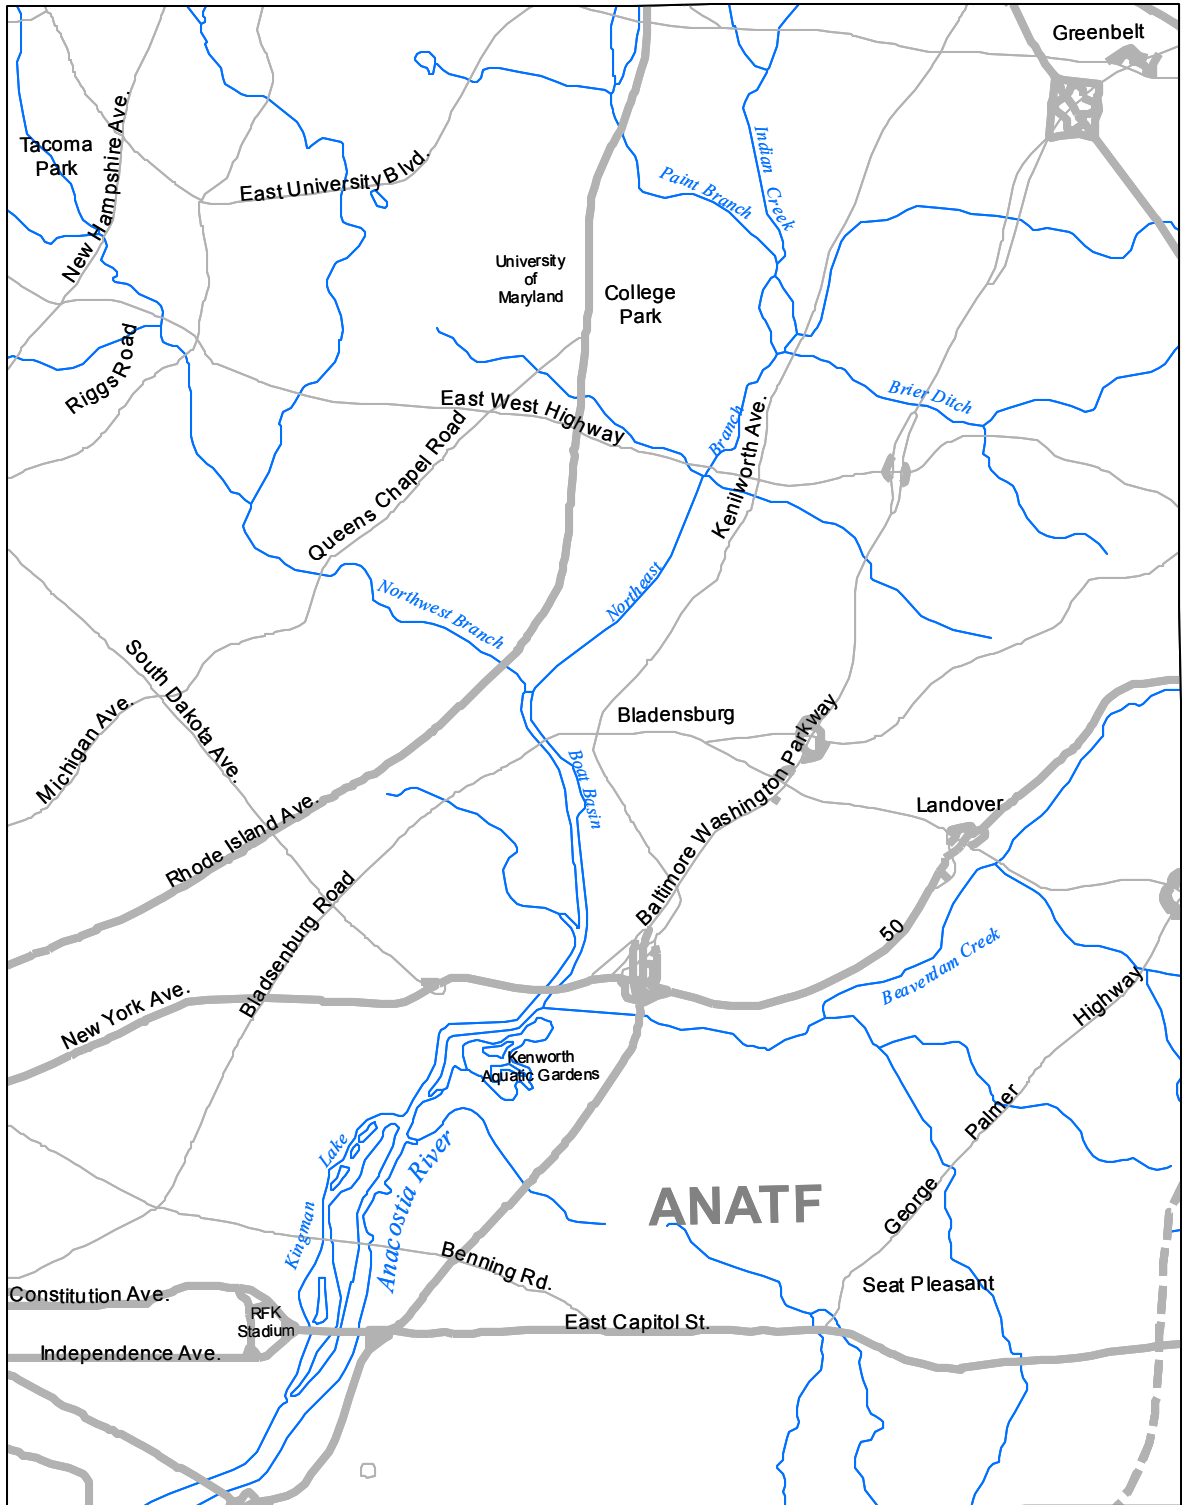 Greenbelt
Tacoma
Park
New Hampshire Ave.
East University Blvd.
Indian Creek
Paint Branch
University
of
Maryland
College
Park
Riggs Road
East West Highway
Queens Chapel Road
Brier Ditch
Northeast Branch
Kenilworth Ave.
Northwest Branch
South Dakota Ave.
Michigan Ave.
Bladensburg
Boat Basin
Baltimore Washington Parkway
Landover
Rhode Island Ave.
Bladsenburg Road
50
Beaverdam Creek
New York Ave.
George Palmer Highway
Kenworth
Aquatic Gardens
Kingman Lake
Anacostia River
ANATF
Benning Rd.
Seat Pleasant
Constitution Ave.
RFK
Stadium
East Capitol St.
Independence Ave.